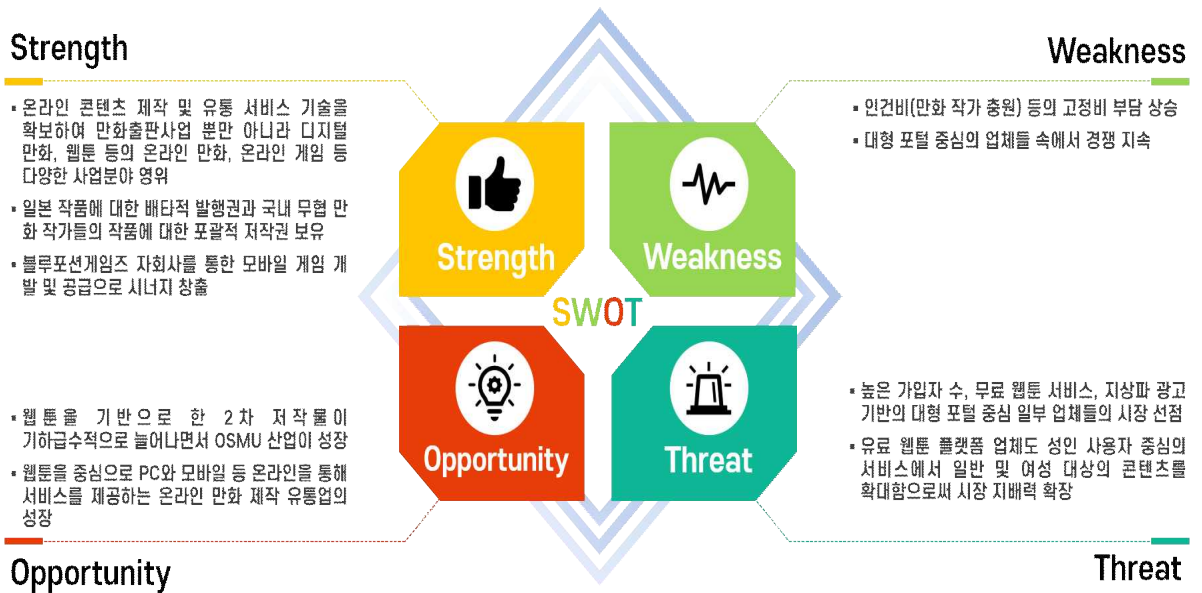 Strength
▪ 온라인 콘텐츠 제작 및 유통 서비스 기술을
확보하여 만화출판사업 뿐만 아니라 디지털
만화, 웹툰 등의 온라인 만화, 온라인 게임 등
다양한 사업분야 영위
▪ 일본 작품에 대한 배타적 발행권과 국내 무협 만
화 작가들의 작품에 대한 포괄적 저작권 보유
▪ 블루포션게임즈 자회사를 통한 모바일 게임 개
발 및 공급으로 시너지 창출
Weakness
▪ 인건비(만화 작가 충원) 등의 고정비 부담 상승
▪ 대형 포털 중심의 업체들 속에서 경쟁 지속
Strength
Weakness
SWOT
Opportunity
Threat
▪ 웹툰을 기반으로 한 2차 저작물이
기하급수적으로 늘어나면서 OSMU 산업이 성장
▪ 웹툰을 중심으로 PC와 모바일 등 온라인을 통해
서비스를 제공하는 온라인 만화 제작 유통업의
성장
Opportunity
▪ 높은 가입자 수, 무료 웹툰 서비스, 지상파 광고
기반의 대형 포털 중심 일부 업체들의 시장 선점
▪ 유료 웹툰 플랫폼 업체도 성인 사용자 중심의
서비스에서 일반 및 여성 대상의 콘텐츠를
확대함으로써 시장 지배력 확장
Threat